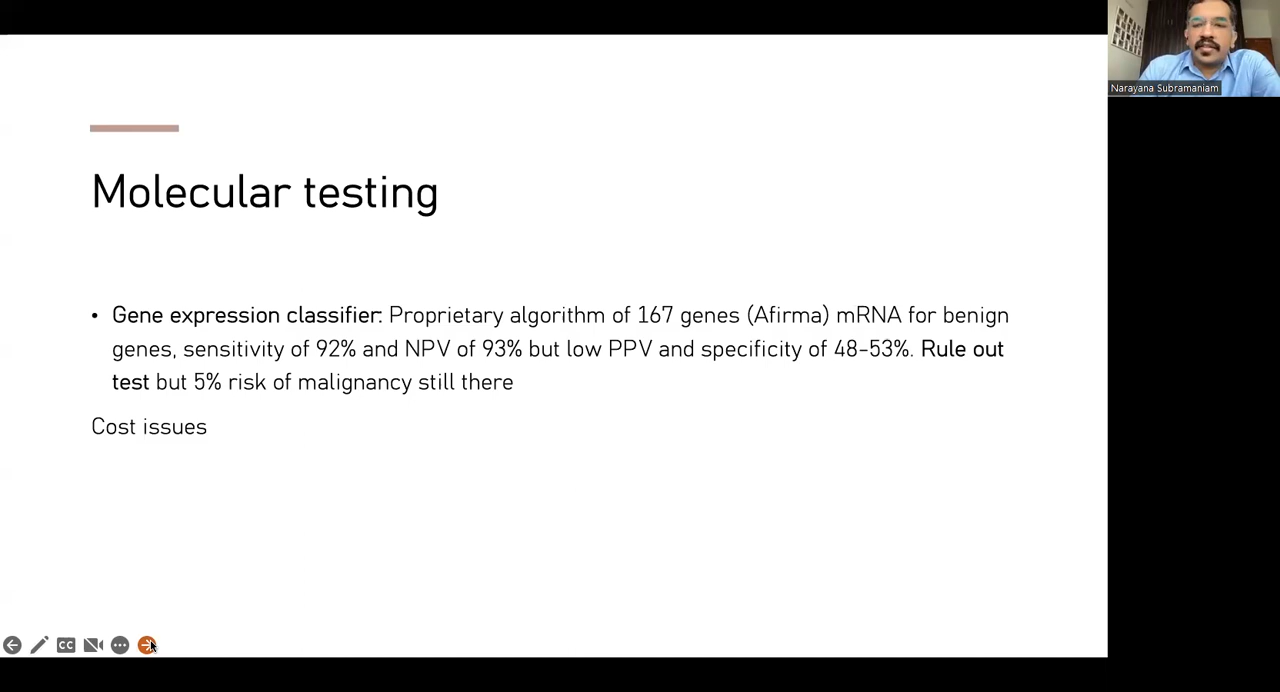 Narayana Subramaniam
Molecular testing
• Gene expression classifier: Proprietary algorithm of 167 genes (Afirma) mRNA for benign
genes, sensitivity of 92% and NPV of 93% but low PPV and specificity of 48-53%. Rule out
test but 5% risk of malignancy still there
Cost issues
CC